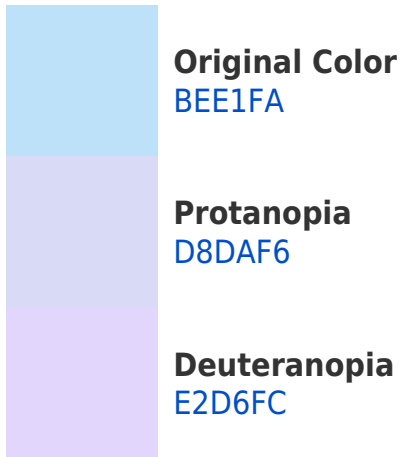 Original Color
BEE1FA
Protanopia
D8DAF6
Deuteranopia
E2D6FC